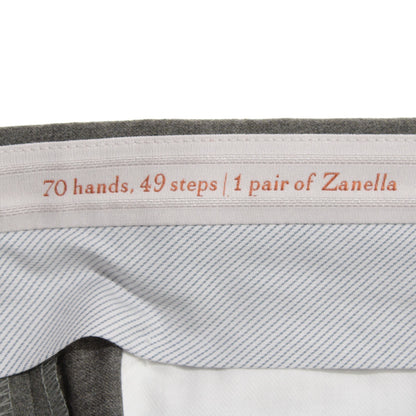 70 hands, 49 steps | 1 pair of Zanella